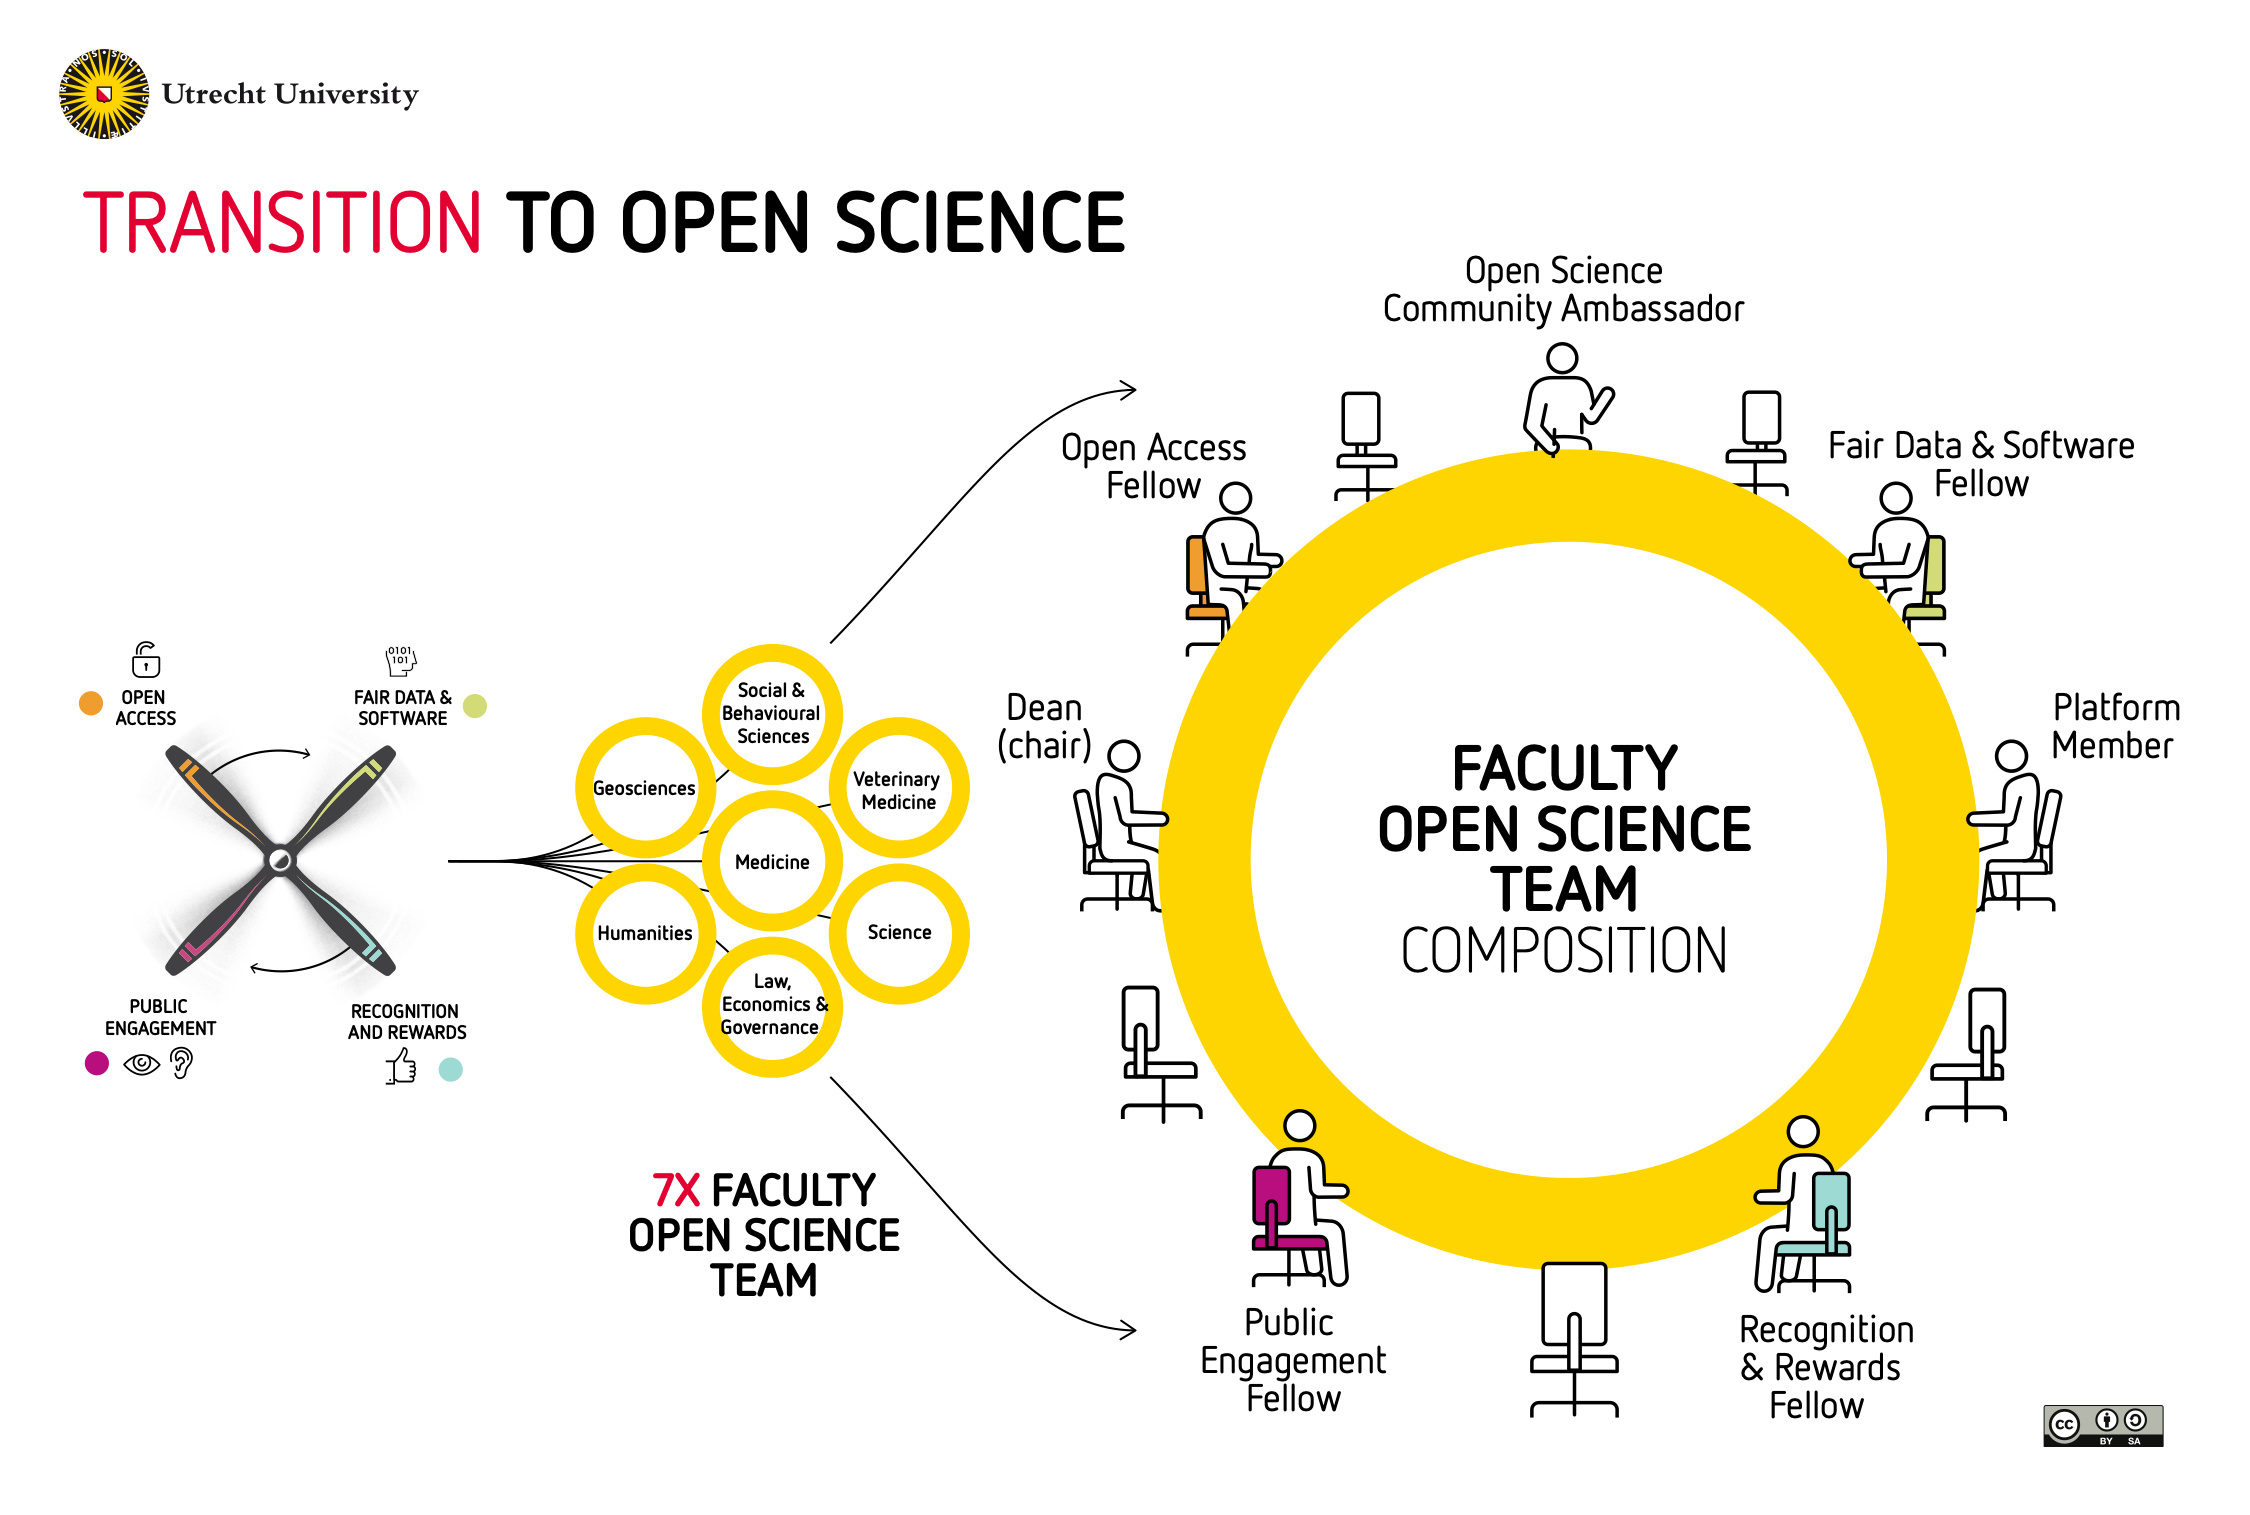 Utrecht University
TRANSITION TO OPEN SCIENCE
OPEN
ACCESS
FAIR DATA &
SOFTWARE
0101
101
PUBLIC
ENGAGEMENT
RECOGNITION
AND REWARDS
Social &
Behavioural
Sciences
Geosciences
Veterinary
Medicine
Medicine
Humanities
Science
Law,
Economics &
Governance
7X FACULTY
OPEN SCIENCE
TEAM
Open Science
Community Ambassador
Open Access
Fellow
Fair Data & Software
Fellow
Dean
(chair)
Platform
Member
FACULTY
OPEN SCIENCE
TEAM
COMPOSITION
Public
Engagement
Fellow
Recognition
& Rewards
Fellow
cc
BY SA